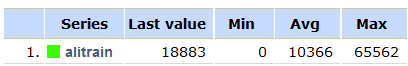 Series Last value Min Avg Max
1. alitrain 18883 0 10366 65562